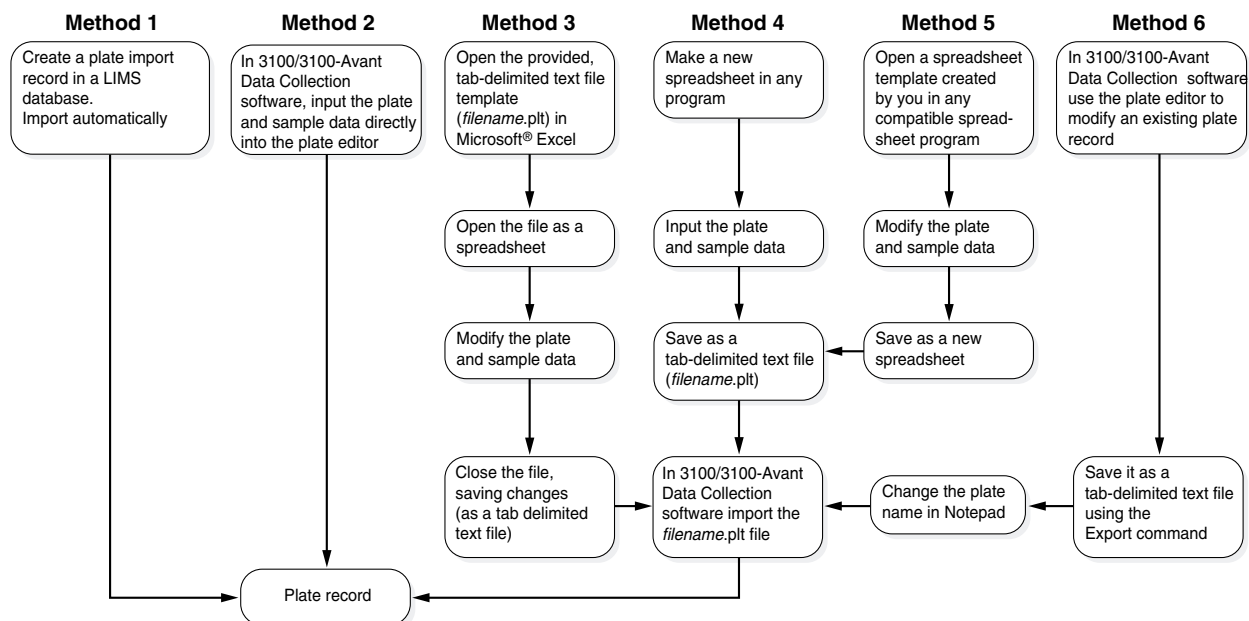 Method 1
Create a plate import
record in a LIMS
database.
Import automatically
Method 2
In 3100/3100-Avant
Data Collection
software, input the plate
and sample data directly
into the plate editor
Method 3
Open the provided,
tab-delimited text file
template
(filename.plt) in
Microsoft® Excel
Open the file as a
spreadsheet
Modify the plate
and sample data
Close the file,
saving changes
(as a tab delimited
text file)
Method 4
Make a new
spreadsheet in any
program
Input the plate
and sample data
Save as a
tab-delimited text file
(filename.plt)
In 3100/3100-Avant
Data Collection
software import the
filename.plt file
Method 5
Open a spreadsheet
template created
by you in any
compatible spread-
sheet program
Modify the plate
and sample data
Save as a new
spreadsheet
Change the plate
name in Notepad
Method 6
In 3100/3100-Avant
Data Collection software
use the plate editor to
modify an existing plate
record
Save it as a
tab-delimited text file
using the
Export command
Plate record